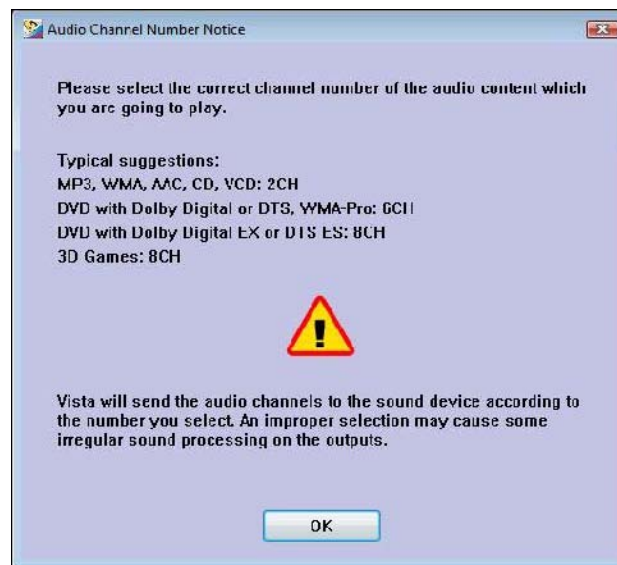 Audio Channel Number Notice
Please select the correct channel number of the audio content which
you are going to play.
Typical suggestions:
MP3, WMA, AAC, CD, VCD: 2CH
DVD with Dolby Digital or DTS, WMA-Pro: 6CH
DVD with Dolby Digital EX or DTS ES: 8CH
3D Games: 8CH
!
Vista will send the audio channels to the sound device according to
the number you select. An improper selection may cause some
irregular sound processing on the outputs.
OK